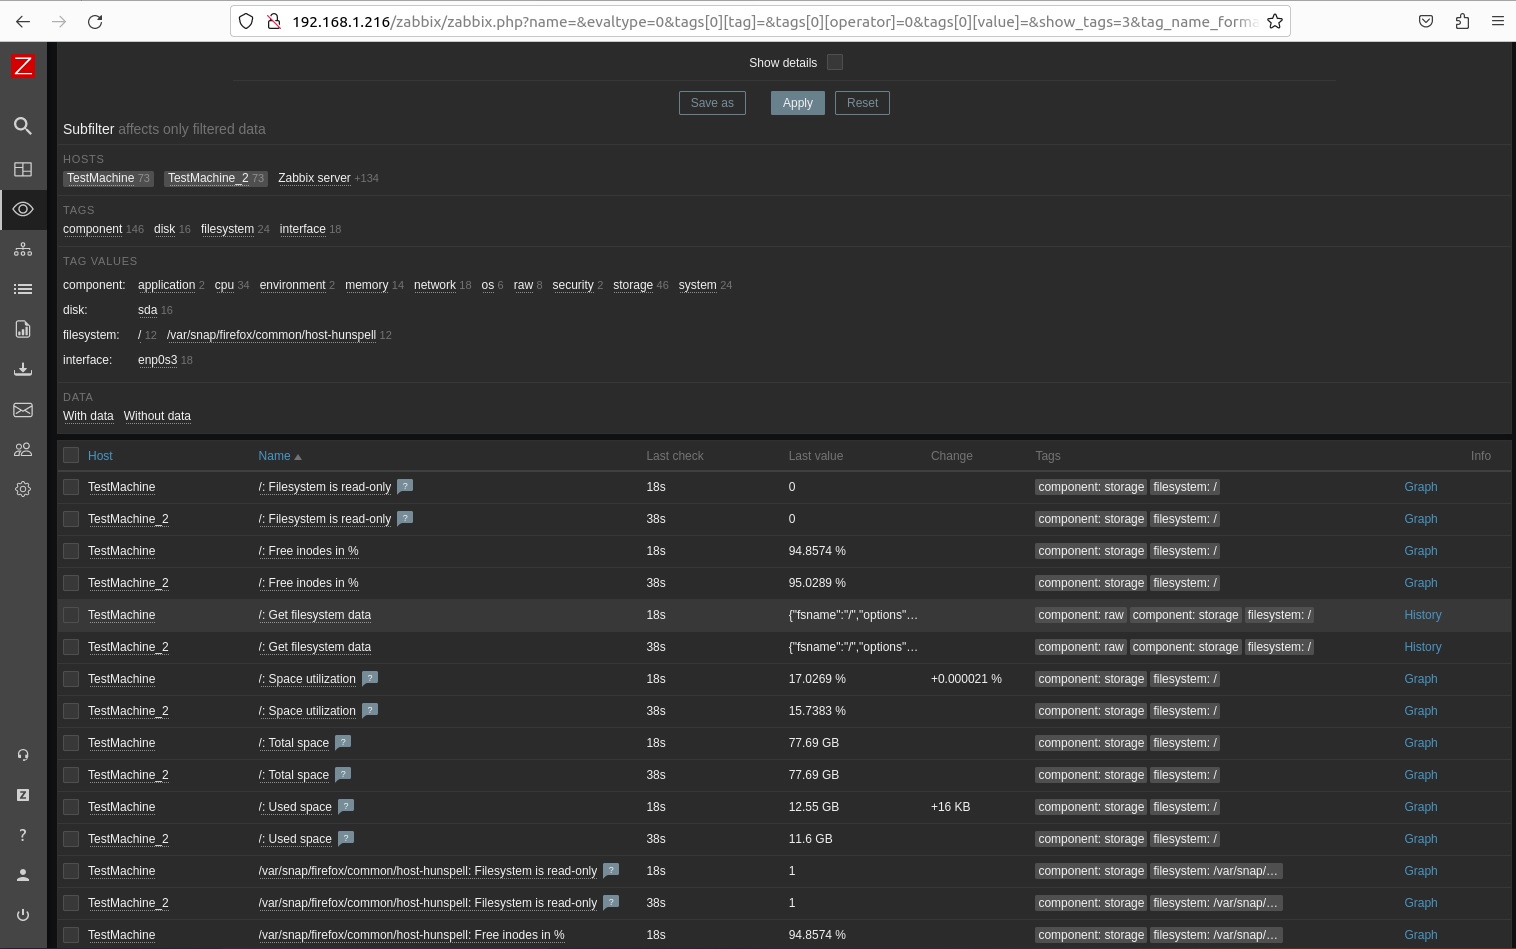 192.168.1.216/zabbix/zabbix.php?name=&evaltype=0&tags[0][tag]=&tags[0][operator]=0&tags[0][value]=&show_tags=3&tag_name_forma
Z
Show details
Save as Apply Reset
Subfilter affects only filtered data
HOSTS
TestMachine 73 TestMachine_2 73 Zabbix server +134
TAGS
component 146 disk 16 filesystem 24 interface 18
TAG VALUES
component: application 2 cpu 34 environment 2 memory 14 network 18 os 6 raw 8 security 2 storage 46 system 24
disk: sda 16
filesystem: / 12 /var/snap/firefox/common/host-hunspell 12
interface: enp0s3 18
DATA
With data Without data
Host Name Last check Last value Change Tags Info
TestMachine /: Filesystem is read-only ? 18s 0 component: storage filesystem: / Graph
TestMachine_2 /: Filesystem is read-only ? 38s 0 component: storage filesystem: / Graph
TestMachine /: Free inodes in % 18s 94.8574 % component: storage filesystem: / Graph
TestMachine_2 /: Free inodes in % 38s 95.0289 % component: storage filesystem: / Graph
TestMachine /: Get filesystem data 18s {"fsname":"/","options"… component: raw component: storage filesystem: / History
TestMachine_2 /: Get filesystem data 38s {"fsname":"/","options"… component: raw component: storage filesystem: / History
TestMachine /: Space utilization ? 18s 17.0269 % +0.000021 % component: storage filesystem: / Graph
TestMachine_2 /: Space utilization ? 38s 15.7383 % component: storage filesystem: / Graph
TestMachine /: Total space ? 18s 77.69 GB component: storage filesystem: / Graph
TestMachine_2 /: Total space ? 38s 77.69 GB component: storage filesystem: / Graph
TestMachine /: Used space ? 18s 12.55 GB +16 KB component: storage filesystem: / Graph
TestMachine_2 /: Used space ? 38s 11.6 GB component: storage filesystem: / Graph
TestMachine /var/snap/firefox/common/host-hunspell: Filesystem is read-only ? 18s 1 component: storage filesystem: /var/snap/… Graph
TestMachine_2 /var/snap/firefox/common/host-hunspell: Filesystem is read-only ? 38s 1 component: storage filesystem: /var/snap/… Graph
TestMachine /var/snap/firefox/common/host-hunspell: Free inodes in % 18s 94.8574 % component: storage filesystem: /var/snap/… Graph
Z
?